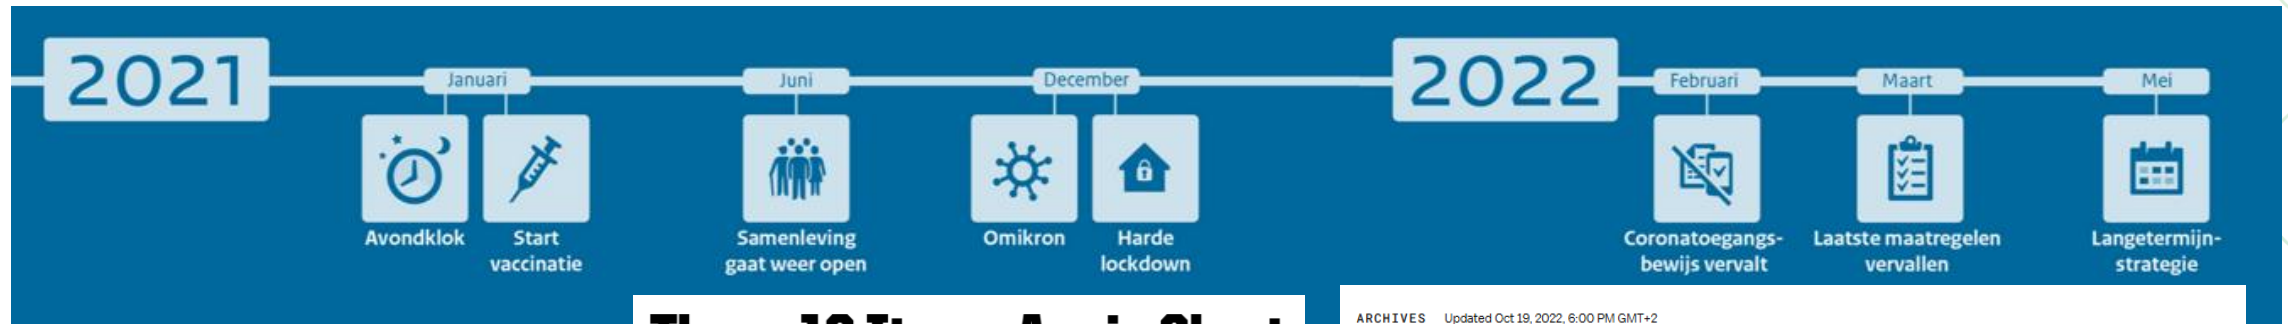 2021
Januari
Juni
December
2022
Februari
Maart
Mei
Avondklok
Start
vaccinatie
Samenleving
gaat weer open
Omikron
Harde
lockdown
Coronatoegangs-
bewijs vervalt
Laatste maatregelen
vervallen
Langetermijn-
strategie
ARCHIVES Updated Oct 19, 2022, 6:00 PM GMT+2